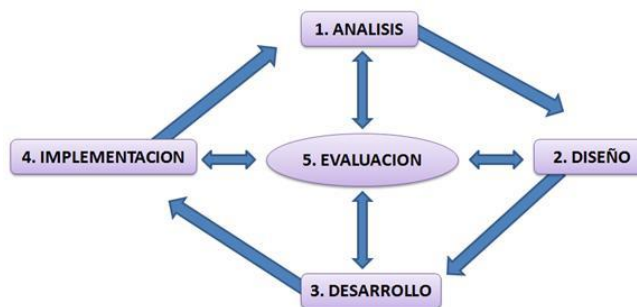 1. ANALISIS
4. IMPLEMENTACION
5. EVALUACION
2. DISEÑO
3. DESARROLLO